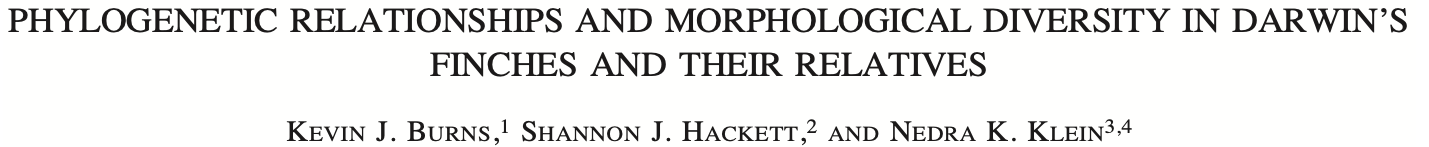 PHYLOGENETIC RELATIONSHIPS AND MORPHOLOGICAL DIVERSITY IN DARWIN’S
FINCHES AND THEIR RELATIVES
KEVIN J. BURNS,1 SHANNON J. HACKETT,2 AND NEDRA K. KLEIN3,4